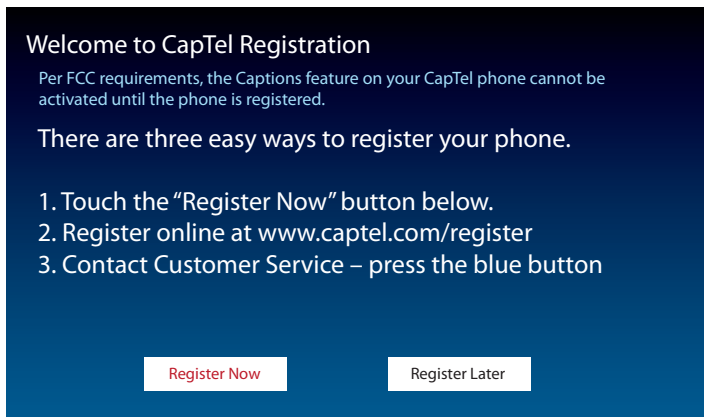 Welcome to CapTel Registration
Per FCC requirements, the Captions feature on your CapTel phone cannot be
activated until the phone is registered.
There are three easy ways to register your phone.
1. Touch the “Register Now” button below.
2. Register online at www.captel.com/register
3. Contact Customer Service – press the blue button
Register Now
Register Later